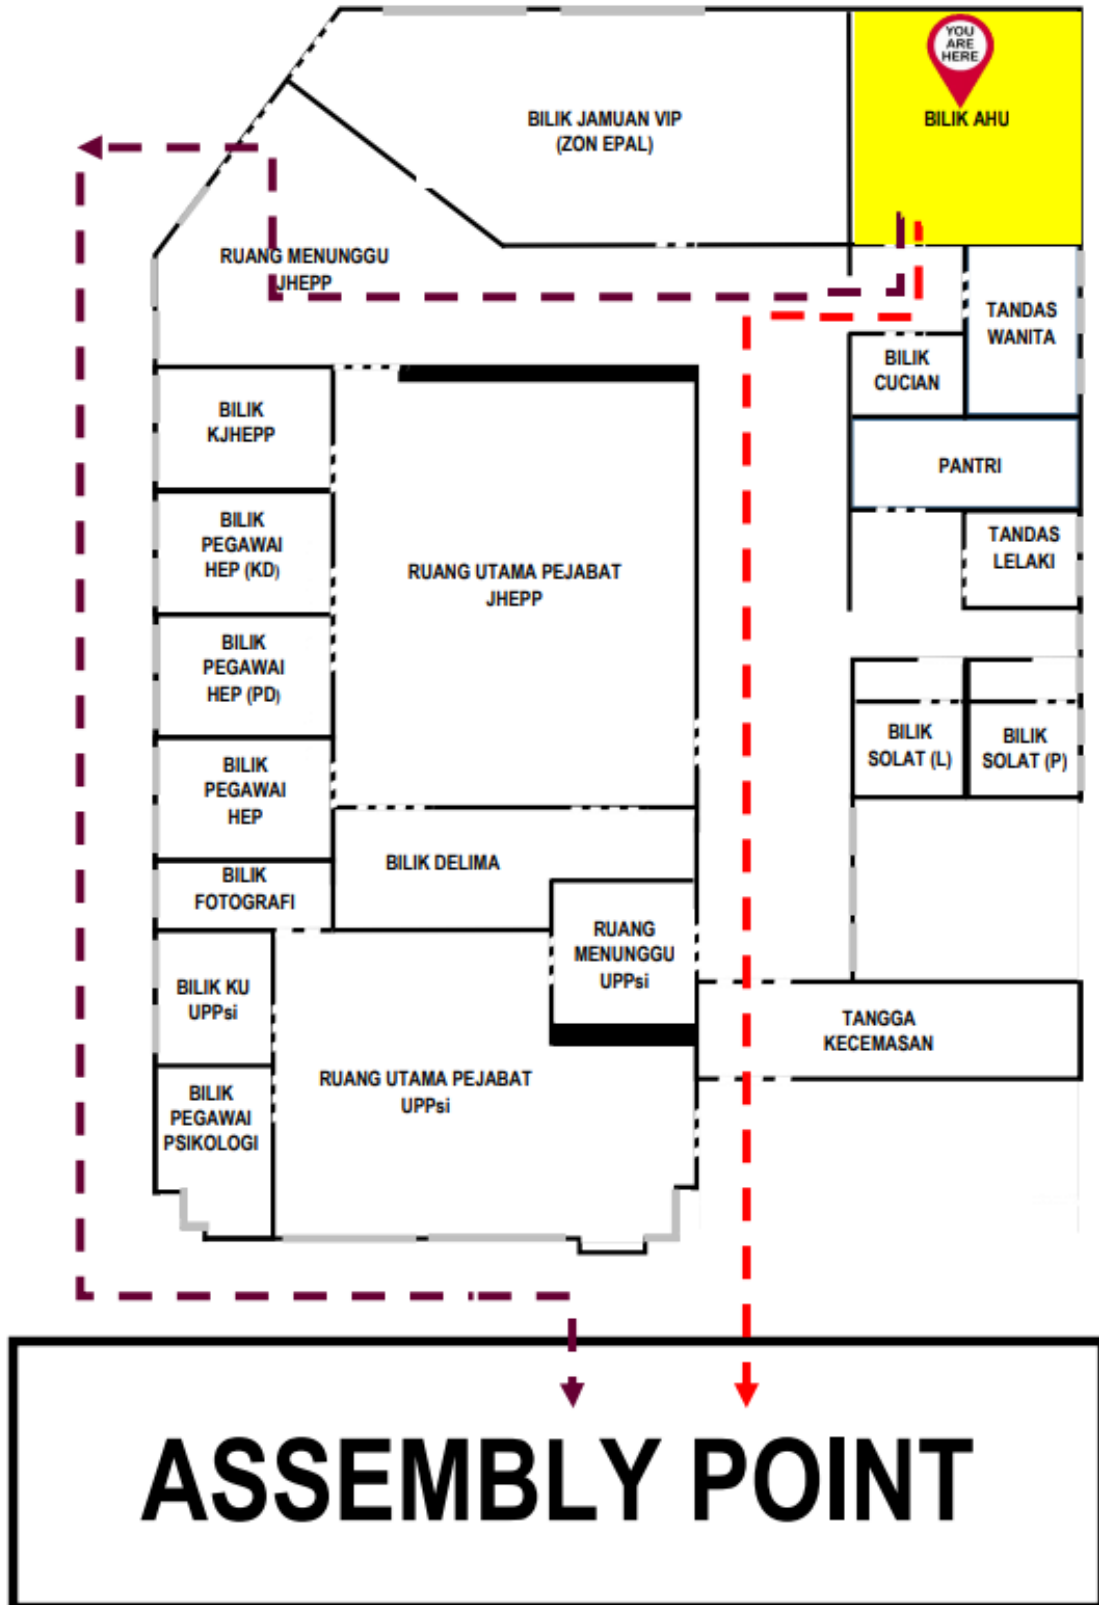 YOU
ARE
HERE
BILIK JAMUAN VIP
(ZON EPAL)
BILIK AHU
RUANG MENUNGGU
JHEPP
TANDAS
WANITA
BILIK
CUCIAN
BILIK
KJHEPP
PANTRI
BILIK
PEGAWAI
HEP (KD)
TANDAS
LELAKI
RUANG UTAMA PEJABAT
JHEPP
BILIK
PEGAWAI
HEP (PD)
BILIK
SOLAT (L)
BILIK
SOLAT (P)
BILIK
PEGAWAI
HEP
BILIK DELIMA
BILIK
FOTOGRAFI
RUANG
MENUNGGU
UPPsi
BILIK KU
UPPsi
TANGGA
KECEMASAN
RUANG UTAMA PEJABAT
UPPsi
BILIK
PEGAWAI
PSIKOLOGI
ASSEMBLY POINT